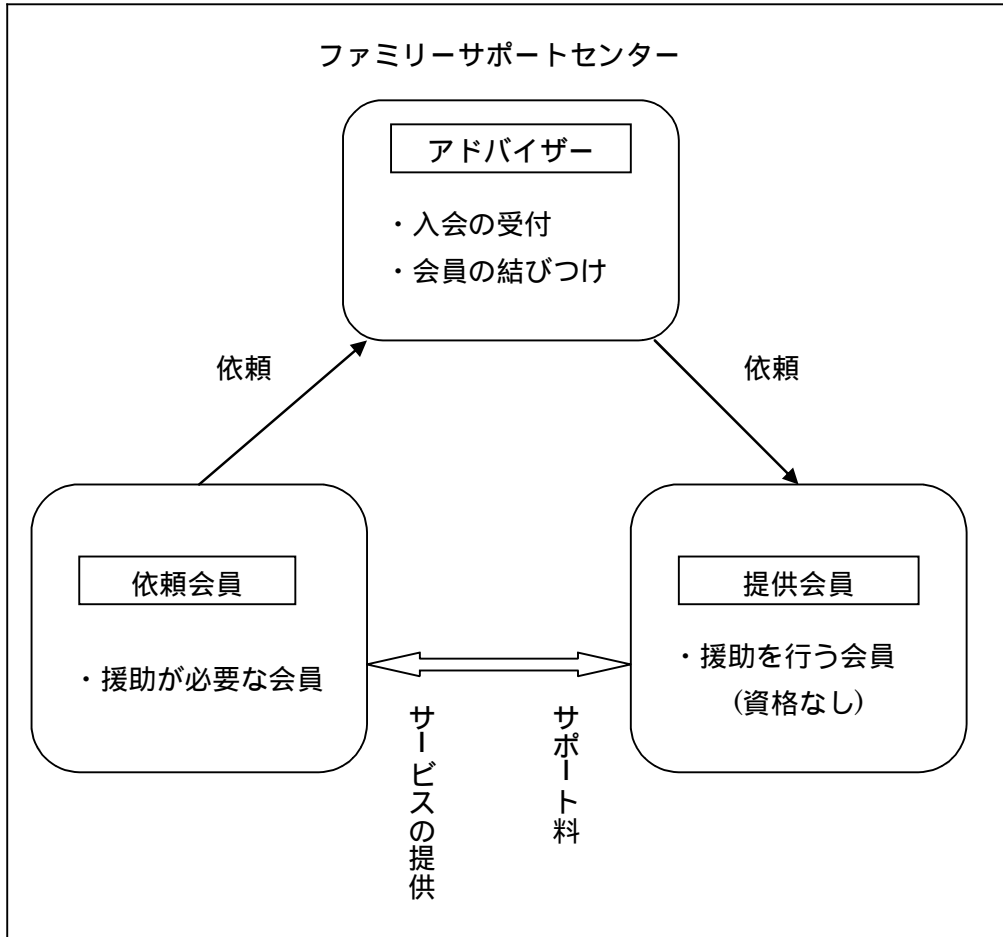 ファミリーサポートセンター
アドバイザー
・入会の受付
・会員の結びつけ
依頼
依頼
依頼会員
・援助が必要な会員
提供会員
・援助を行う会員
(資格なし)
サービスの提供
サポート料